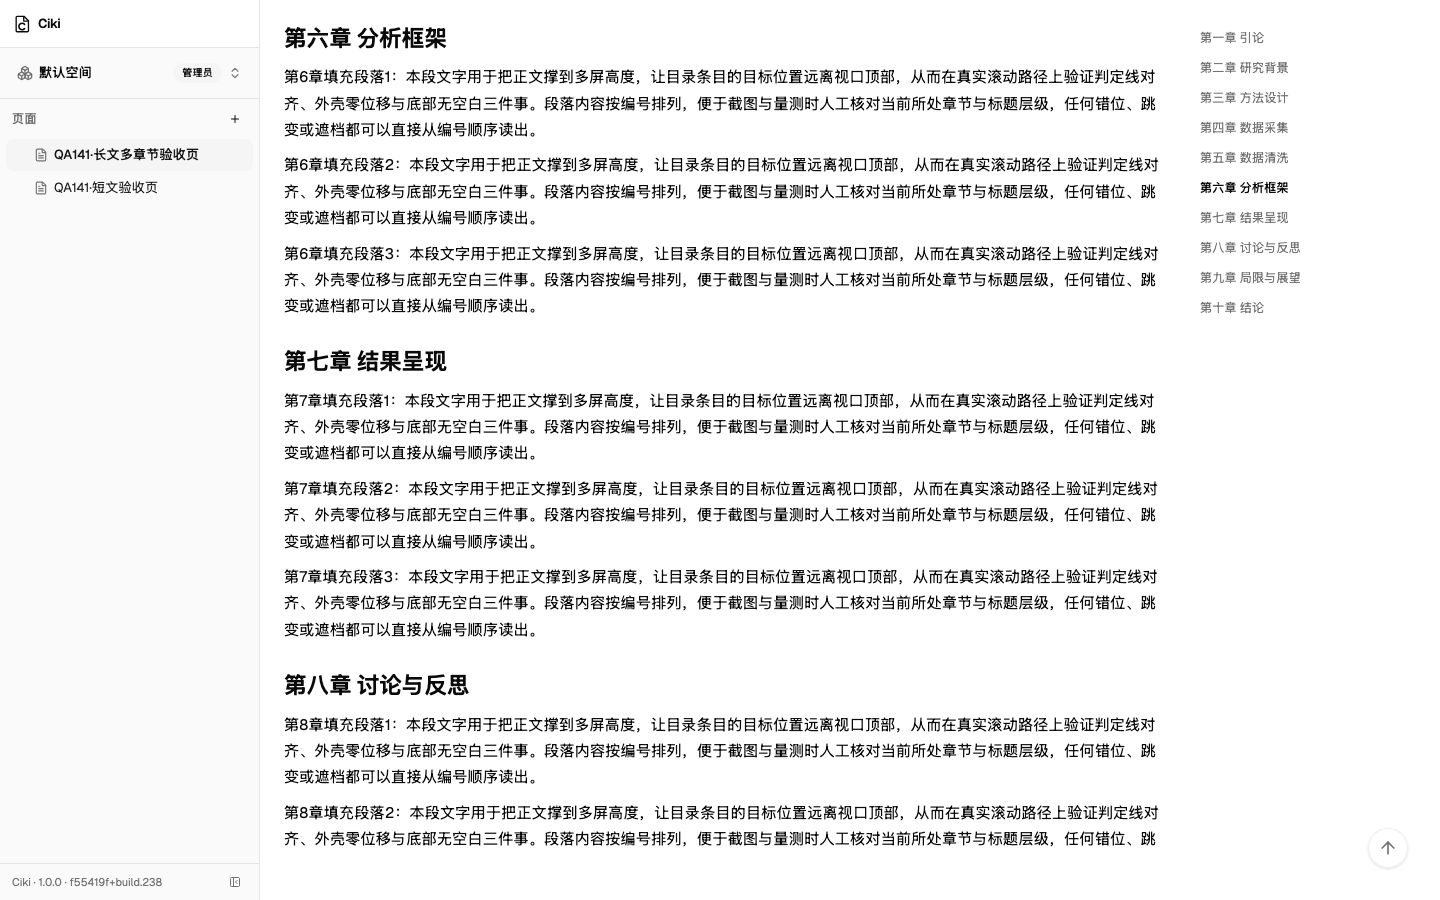 Ciki
默认空间
管理员
页面
+
QA141·长文多章节验收页
QA141·短文验收页
Ciki · 1.0.0 · f55419f+build.238
第六章 分析框架
第6章填充段落1：本段文字用于把正文撑到多屏高度，让目录条目的目标位置远离视口顶部，从而在真实滚动路径上验证判定线对
齐、外壳零位移与底部无空白三件事。段落内容按编号排列，便于截图与量测时人工核对当前所处章节与标题层级，任何错位、跳
变或遮档都可以直接从编号顺序读出。
第6章填充段落2：本段文字用于把正文撑到多屏高度，让目录条目的目标位置远离视口顶部，从而在真实滚动路径上验证判定线对
齐、外壳零位移与底部无空白三件事。段落内容按编号排列，便于截图与量测时人工核对当前所处章节与标题层级，任何错位、跳
变或遮档都可以直接从编号顺序读出。
第6章填充段落3：本段文字用于把正文撑到多屏高度，让目录条目的目标位置远离视口顶部，从而在真实滚动路径上验证判定线对
齐、外壳零位移与底部无空白三件事。段落内容按编号排列，便于截图与量测时人工核对当前所处章节与标题层级，任何错位、跳
变或遮档都可以直接从编号顺序读出。
第七章 结果呈现
第7章填充段落1：本段文字用于把正文撑到多屏高度，让目录条目的目标位置远离视口顶部，从而在真实滚动路径上验证判定线对
齐、外壳零位移与底部无空白三件事。段落内容按编号排列，便于截图与量测时人工核对当前所处章节与标题层级，任何错位、跳
变或遮档都可以直接从编号顺序读出。
第7章填充段落2：本段文字用于把正文撑到多屏高度，让目录条目的目标位置远离视口顶部，从而在真实滚动路径上验证判定线对
齐、外壳零位移与底部无空白三件事。段落内容按编号排列，便于截图与量测时人工核对当前所处章节与标题层级，任何错位、跳
变或遮档都可以直接从编号顺序读出。
第7章填充段落3：本段文字用于把正文撑到多屏高度，让目录条目的目标位置远离视口顶部，从而在真实滚动路径上验证判定线对
齐、外壳零位移与底部无空白三件事。段落内容按编号排列，便于截图与量测时人工核对当前所处章节与标题层级，任何错位、跳
变或遮档都可以直接从编号顺序读出。
第八章 讨论与反思
第8章填充段落1：本段文字用于把正文撑到多屏高度，让目录条目的目标位置远离视口顶部，从而在真实滚动路径上验证判定线对
齐、外壳零位移与底部无空白三件事。段落内容按编号排列，便于截图与量测时人工核对当前所处章节与标题层级，任何错位、跳
变或遮档都可以直接从编号顺序读出。
第8章填充段落2：本段文字用于把正文撑到多屏高度，让目录条目的目标位置远离视口顶部，从而在真实滚动路径上验证判定线对
齐、外壳零位移与底部无空白三件事。段落内容按编号排列，便于截图与量测时人工核对当前所处章节与标题层级，任何错位、跳
第一章 引论
第二章 研究背景
第三章 方法设计
第四章 数据采集
第五章 数据清洗
第六章 分析框架
第七章 结果呈现
第八章 讨论与反思
第九章 局限与展望
第十章 结论